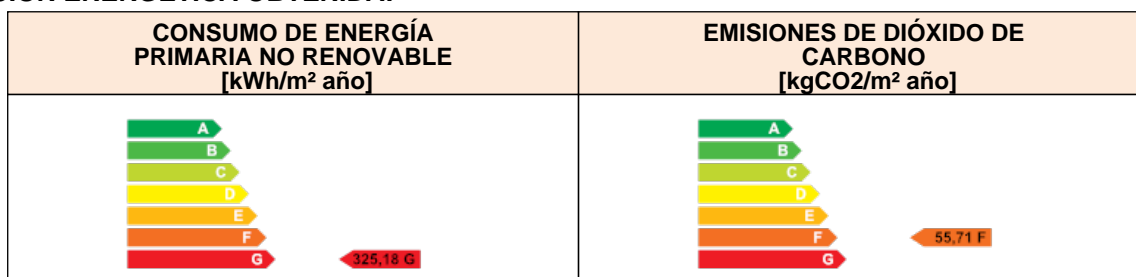 CONSUMO DE ENERGÍA
PRIMARIA NO RENOVABLE
[kWh/m² año]
EMISIONES DE DIÓXIDO DE
CARBONO
[kgCO2/m² año]
A
B
C
D
E
F
G
325,18 G
A
B
C
D
E
F
G
55,71 F